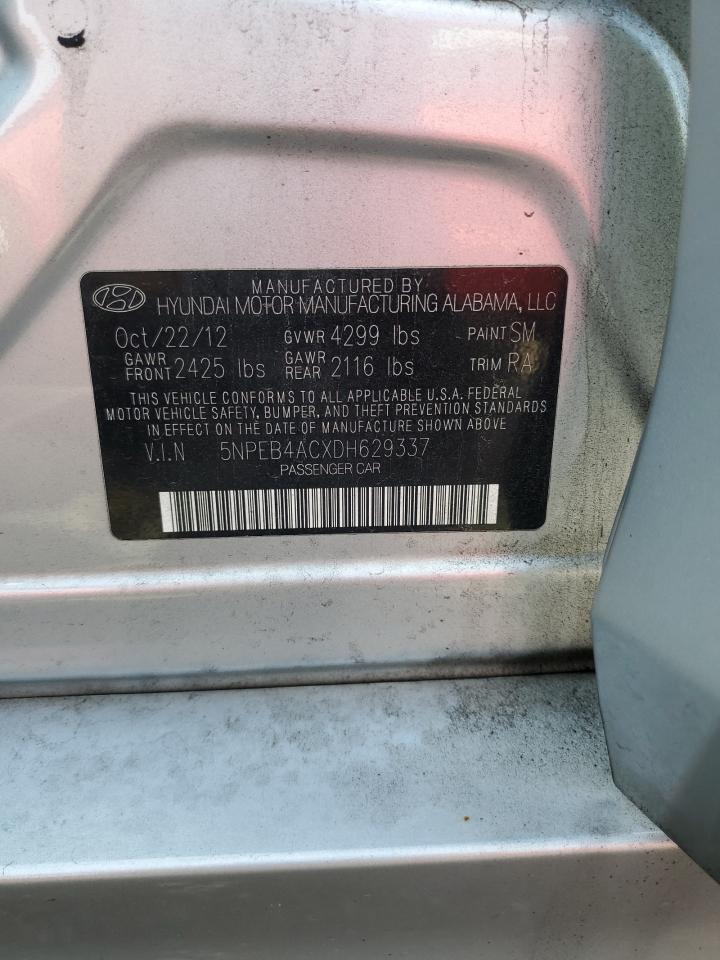 MANUFACTURED BY
HYUNDAI MOTOR MANUFACTURING ALABAMA, LLC
Oct/22/12 GVWR 4299 lbs PAINT SM
GAWR FRONT 2425 lbs GAWR REAR 2116 lbs TRIM RA
THIS VEHICLE CONFORMS TO ALL APPLICABLE U.S.A. FEDERAL
MOTOR VEHICLE SAFETY, BUMPER, AND THEFT PREVENTION STANDARDS
IN EFFECT ON THE DATE OF MANUFACTURE SHOWN ABOVE
V.I.N 5NPEB4ACXDH629337
PASSENGER CAR